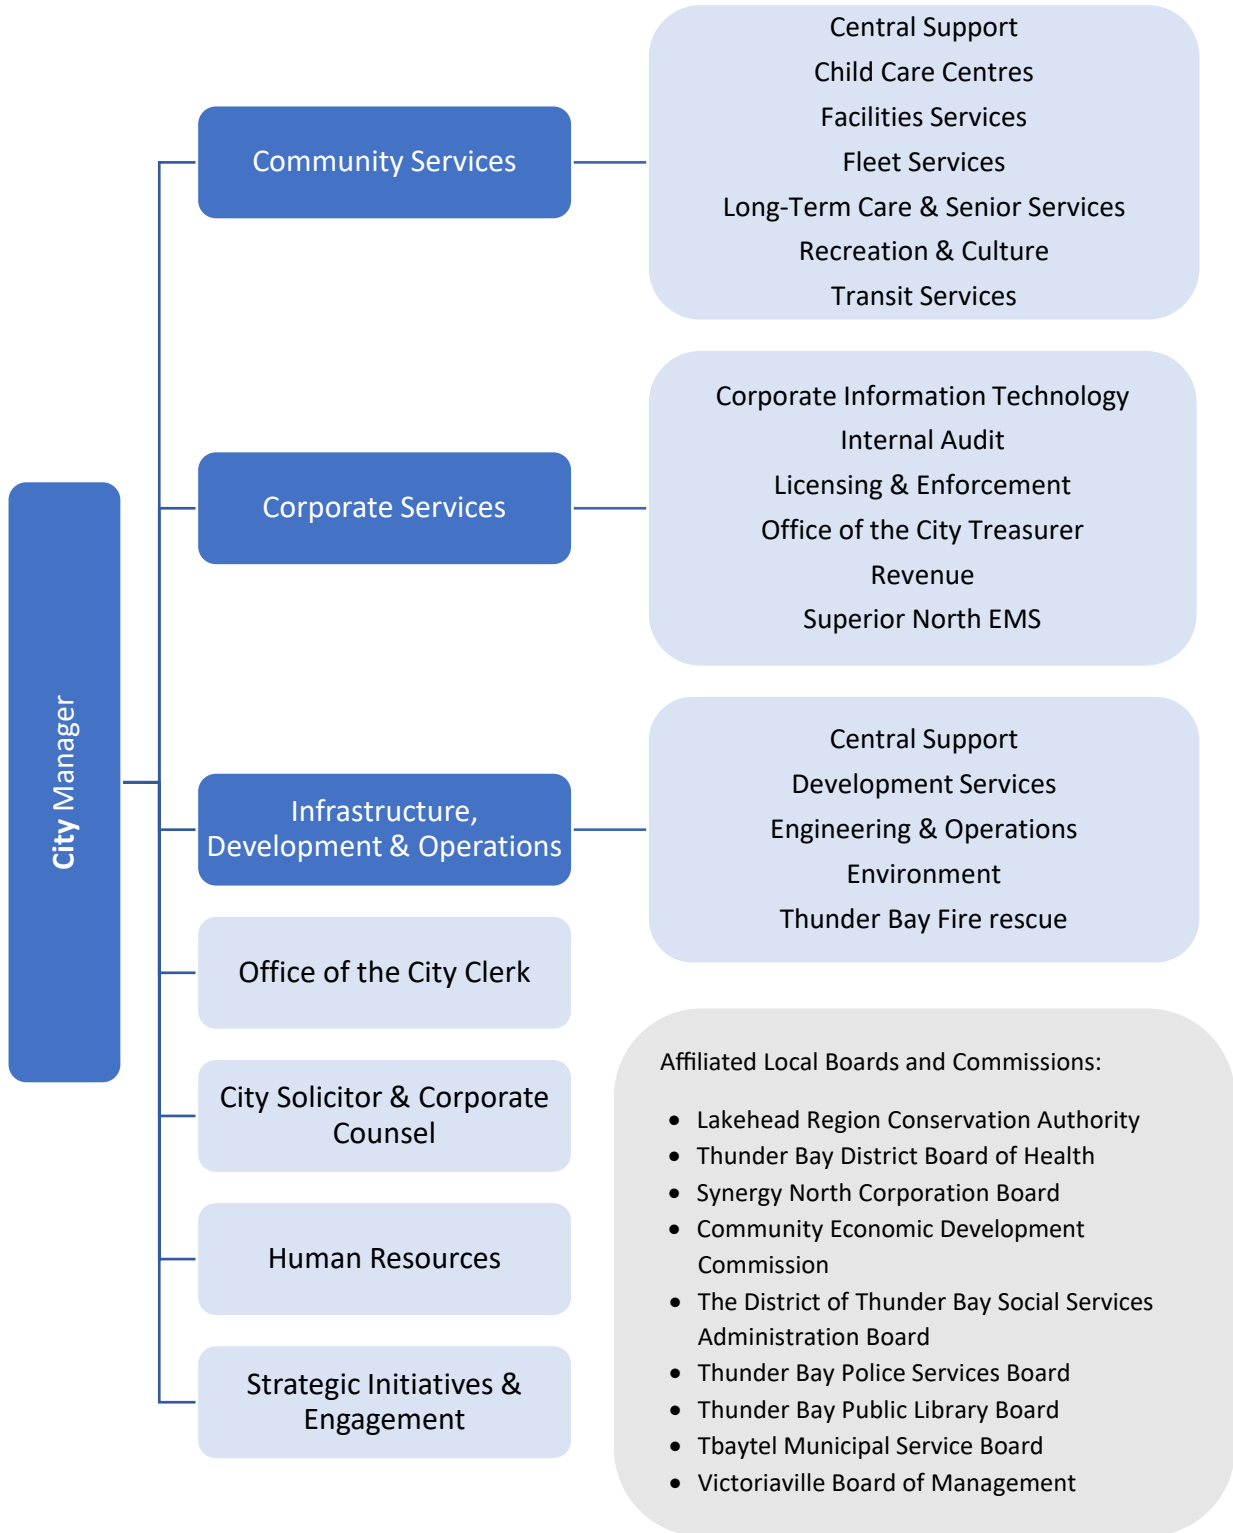 City Manager
Community Services
Central Support
Child Care Centres
Facilities Services
Fleet Services
Long-Term Care & Senior Services
Recreation & Culture
Transit Services
Corporate Services
Corporate Information Technology
Internal Audit
Licensing & Enforcement
Office of the City Treasurer
Revenue
Superior North EMS
Infrastructure,
Development & Operations
Central Support
Development Services
Engineering & Operations
Environment
Thunder Bay Fire rescue
Office of the City Clerk
City Solicitor & Corporate
Counsel
Human Resources
Strategic Initiatives &
Engagement
Affiliated Local Boards and Commissions:
• Lakehead Region Conservation Authority
• Thunder Bay District Board of Health
• Synergy North Corporation Board
• Community Economic Development
Commission
• The District of Thunder Bay Social Services
Administration Board
• Thunder Bay Police Services Board
• Thunder Bay Public Library Board
• Tbaytel Municipal Service Board
• Victoriaville Board of Management